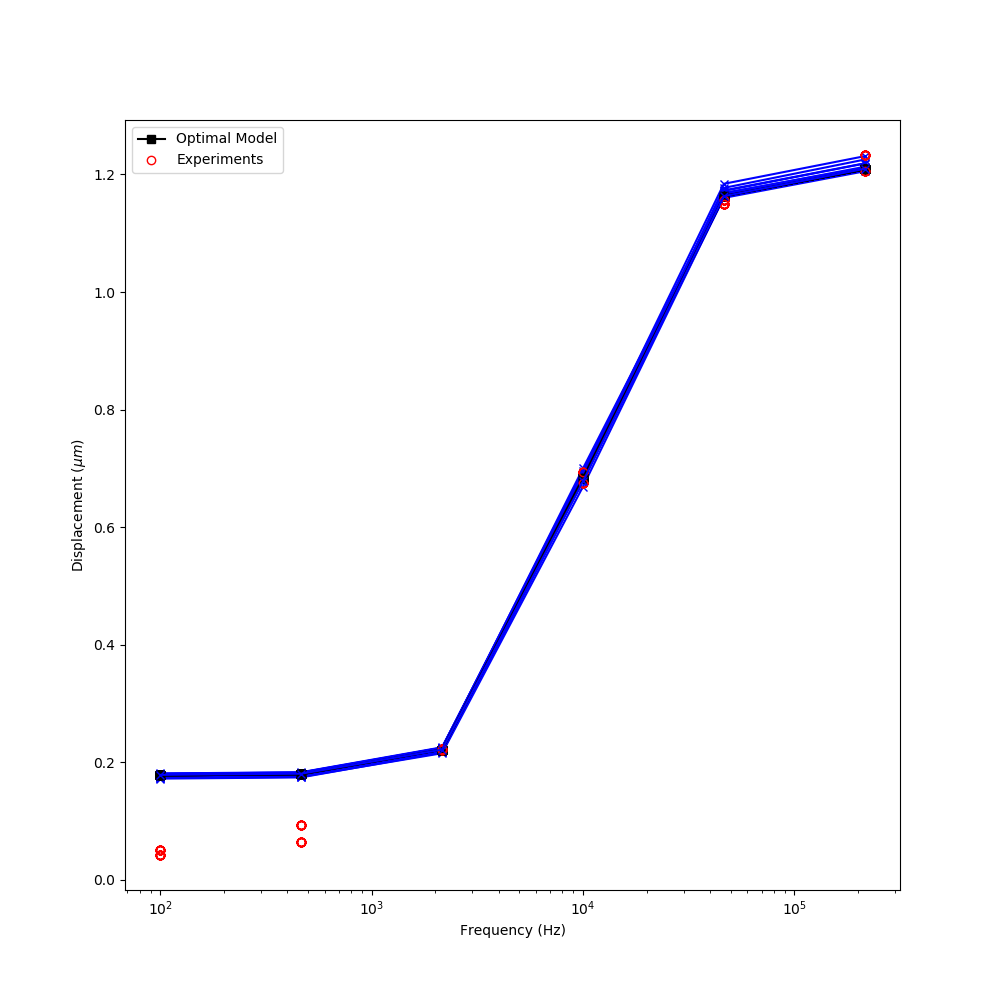 Optimal Model
Experiments
1.2
1.0
0.8
0.6
0.4
0.2
0.0
Displacement (μm)
10² 10³ 10⁴ 10⁵
Frequency (Hz)